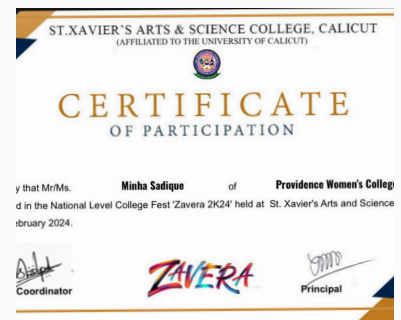 ST.XAVIER'S ARTS & SCIENCE COLLEGE, CALICUT
(AFFILIATED TO THE UNIVERSITY OF CALICUT)
CERTIFICATE
OF PARTICIPATION
y that Mr/Ms. Minha Sadique of Providence Women's Colleg
d in the National Level College Fest 'Zavera 2K24' held at St. Xavier's Arts and Science
ebruary 2024.
ZAVERA
Coordinator Principal